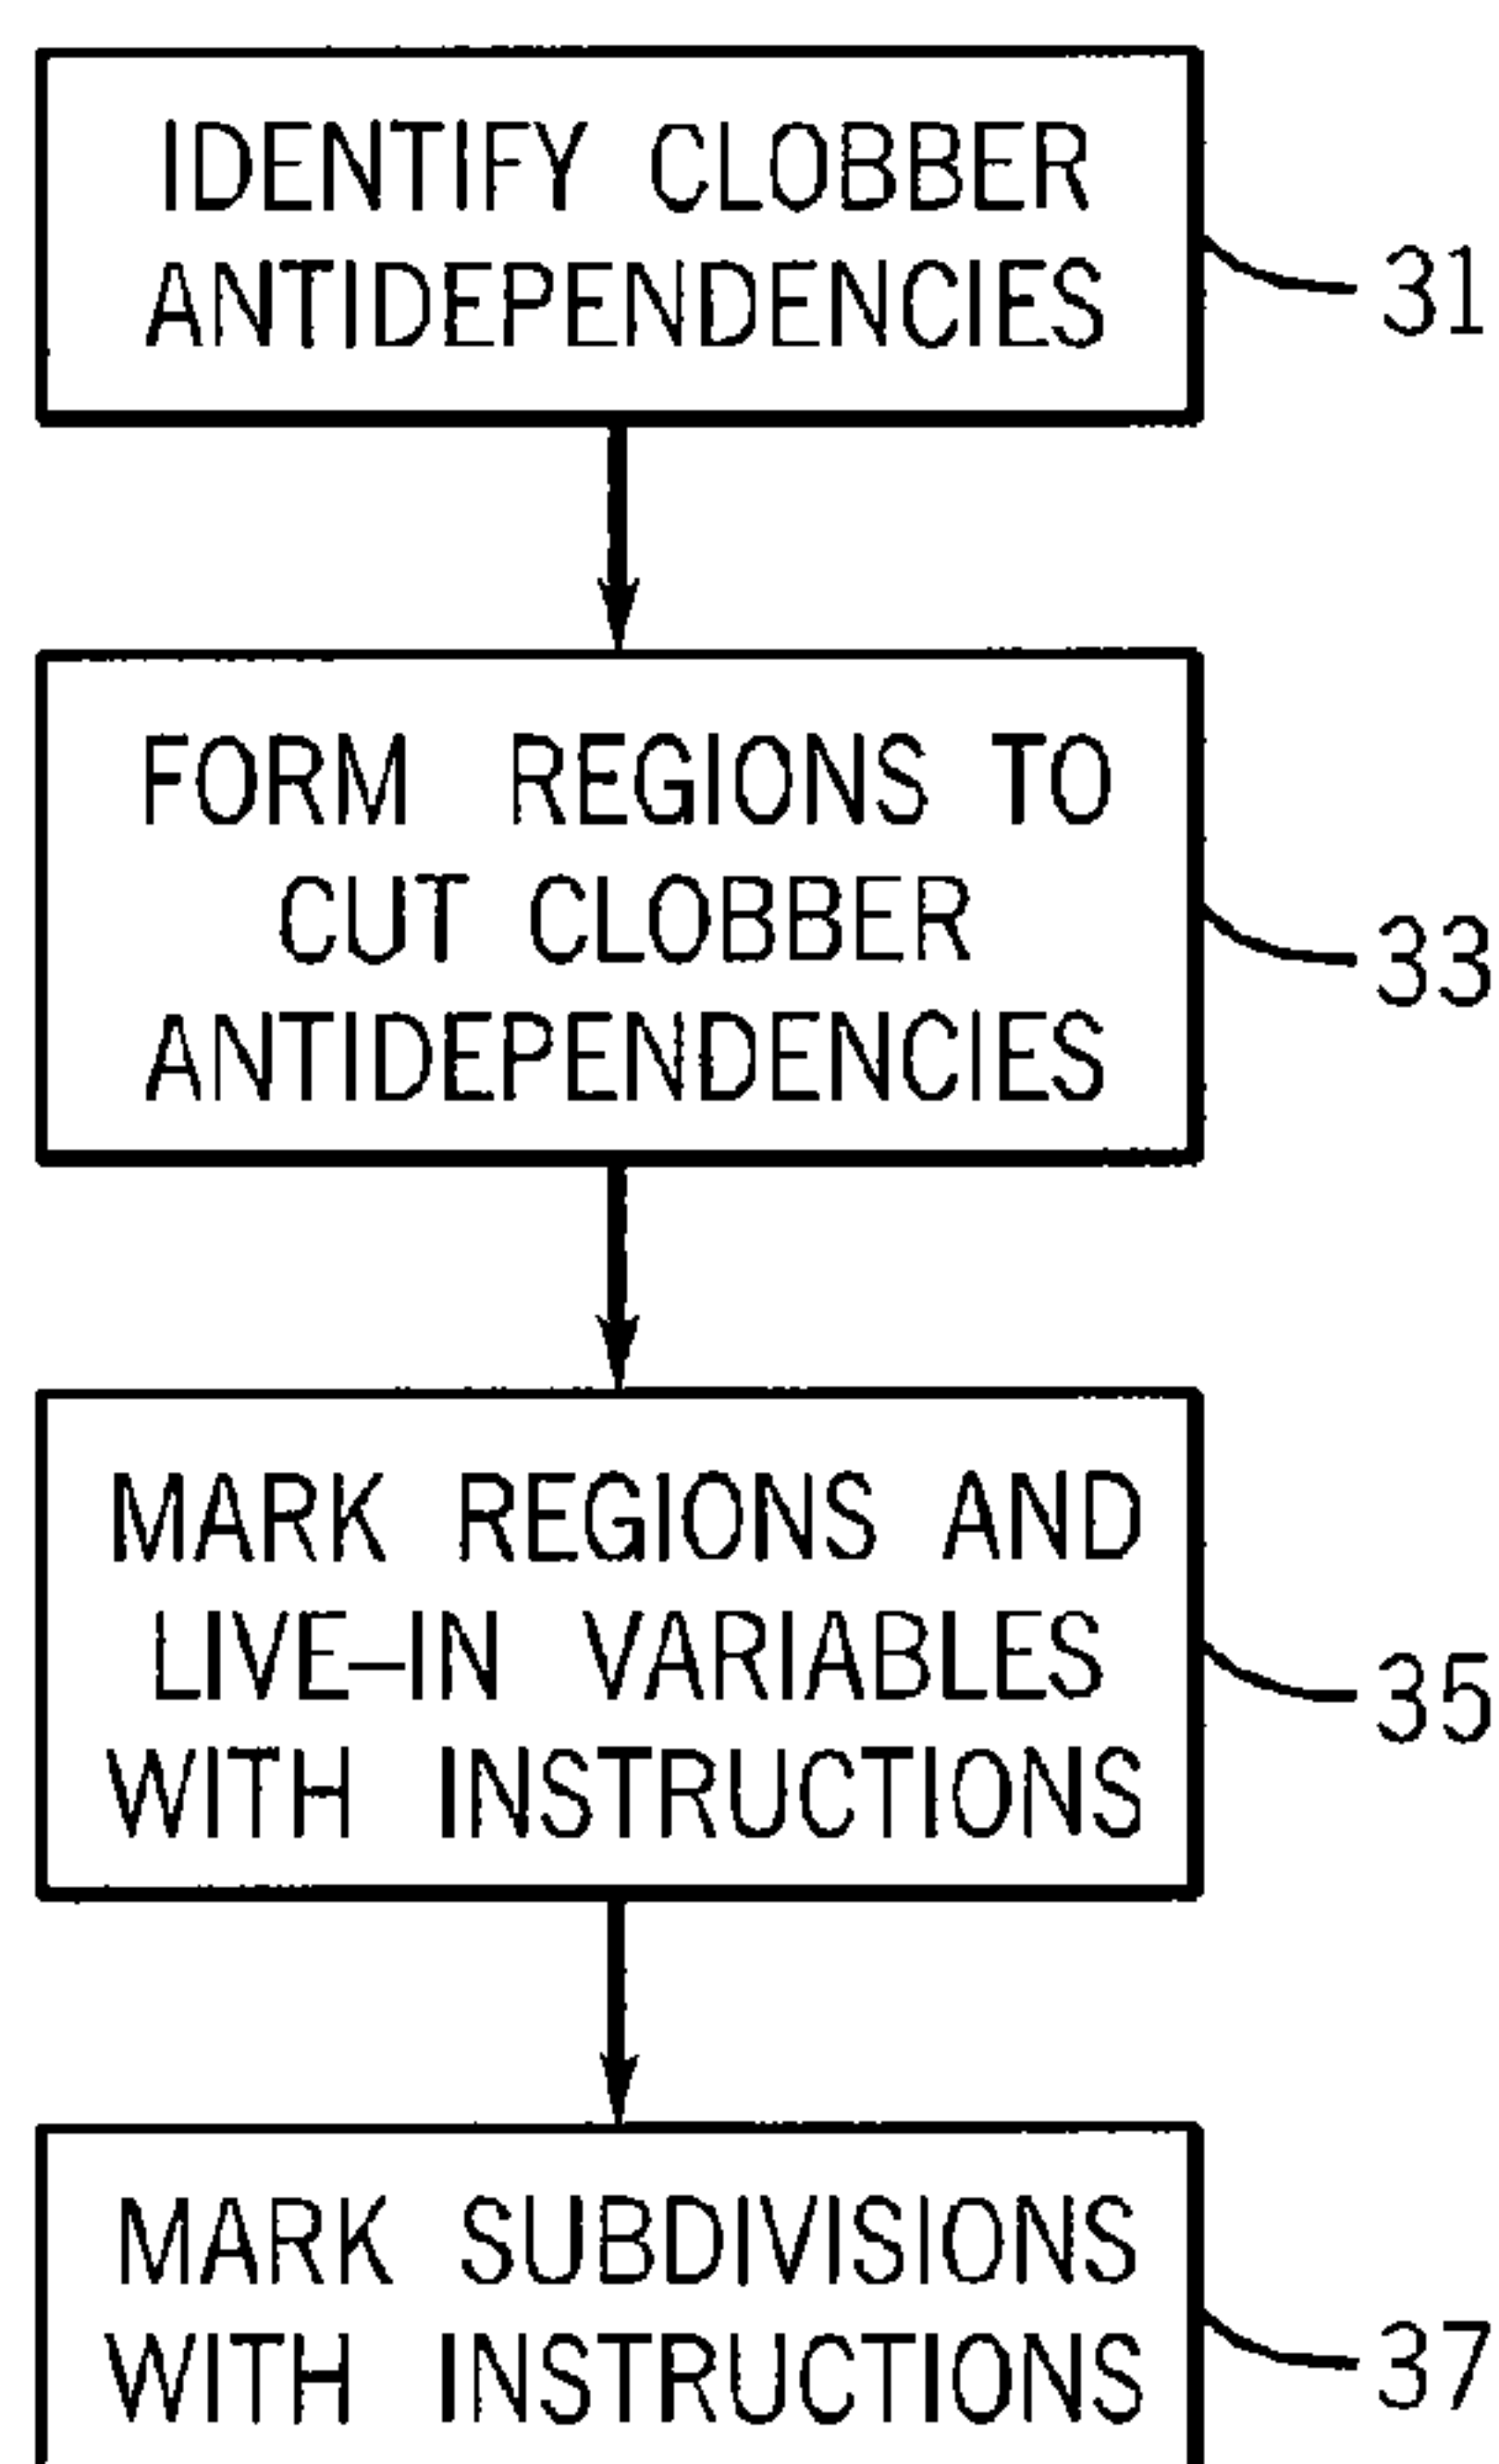 IDENTIFY CLOBBER
ANTIDEPENDENCIES
31
FORM REGIONS TO
CUT CLOBBER
ANTIDEPENDENCIES
33
MARK REGIONS AND
LIVE-IN VARIABLES
WITH INSTRUCTIONS
35
MARK SUBDIVISIONS
WITH INSTRUCTIONS
37